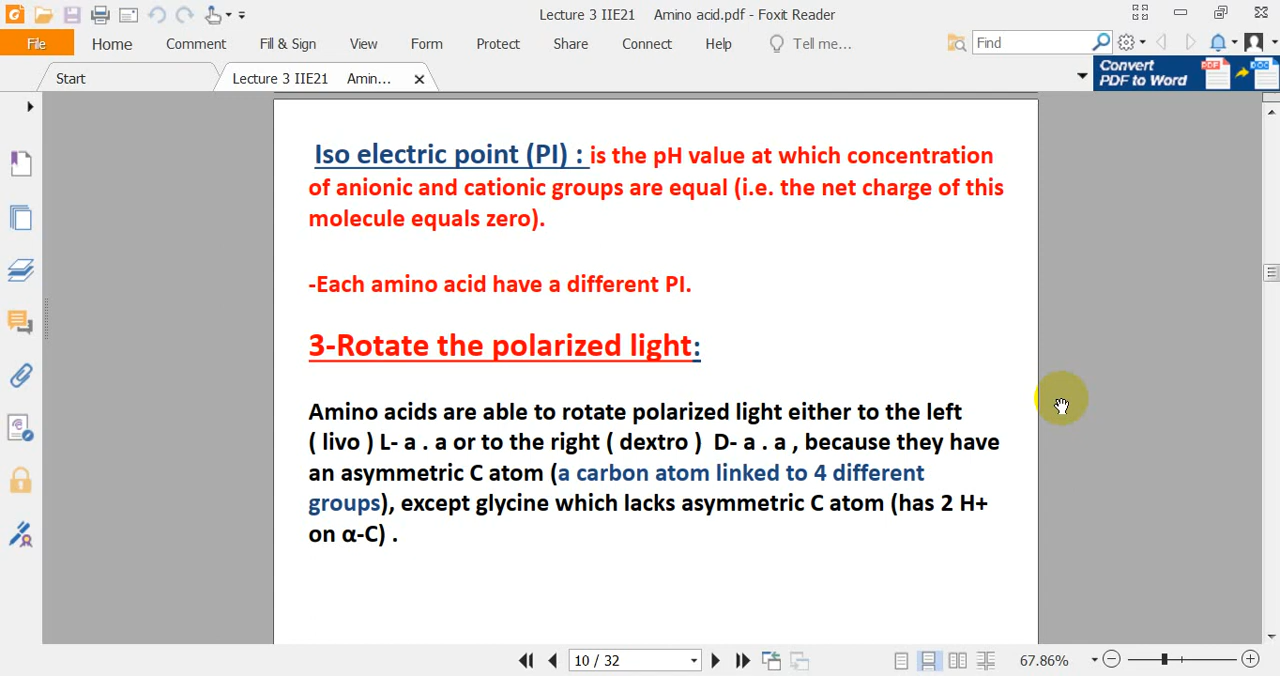 Lecture 3 IIE21 Amino acid.pdf - Foxit Reader
File Home Comment Fill & Sign View Form Protect Share Connect Help Tell me... Find
Start Lecture 3 IIE21 Amin...
Convert
PDF to Word
PDF DOC
Iso electric point (PI) : is the pH value at which concentration
of anionic and cationic groups are equal (i.e. the net charge of this
molecule equals zero).
-Each amino acid have a different PI.
3-Rotate the polarized light:
Amino acids are able to rotate polarized light either to the left
( livo ) L- a . a or to the right ( dextro ) D- a . a , because they have
an asymmetric C atom (a carbon atom linked to 4 different
groups), except glycine which lacks asymmetric C atom (has 2 H+
on α-C) .
10 / 32 67.86%